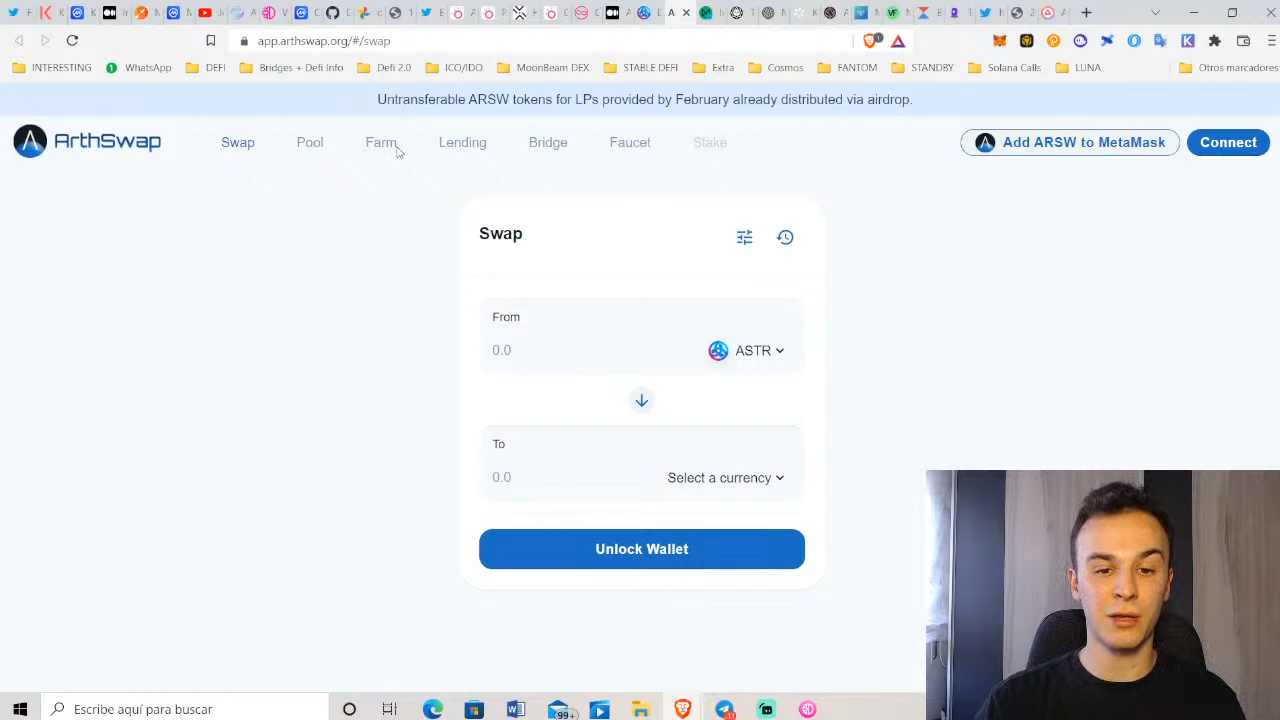 app.arthswap.org/#/swap
1
INTERESTING
WhatsApp
DEFI
Bridges + Defi Info
Defi 2.0
ICO/IDO
MoonBeam DEX
STABLE DEFI
Extra
Cosmos
FANTOM
STANDBY
Solana Calls
LUNA
Otros marcadores
Untransferable ARSW tokens for LPs provided by February already distributed via airdrop.
ArthSwap
Swap
Pool
Farm
Lending
Bridge
Faucet
Stake
Add ARSW to MetaMask
Connect
Swap
From
0.0
ASTR
To
0.0
Select a currency
Unlock Wallet
Escribe aquí para buscar
99+